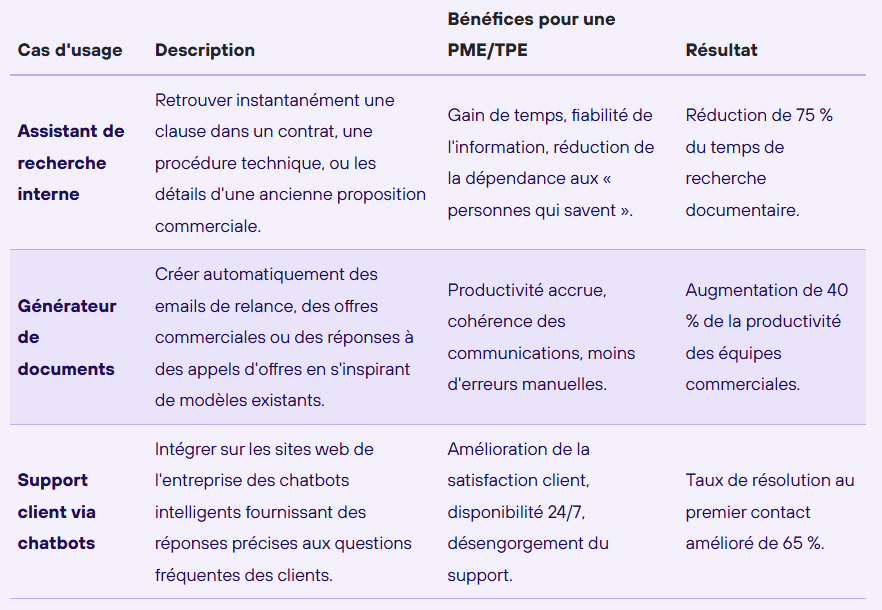 Cas d'usage
Description
Bénéfices pour une
PME/TPE
Résultat
Assistant de
recherche
interne
Retrouver instantanément une
clause dans un contrat, une
procédure technique, ou les
détails d'une ancienne proposition
commerciale.
Gain de temps, fiabilité de
l'information, réduction de
la dépendance aux «
personnes qui savent ».
Réduction de 75 %
du temps de
recherche
documentaire.
Générateur
de
documents
Créer automatiquement des
emails de relance, des offres
commerciales ou des réponses à
des appels d'offres en s'inspirant
de modèles existants.
Productivité accrue,
cohérence des
communications, moins
d'erreurs manuelles.
Augmentation de 40
% de la productivité
des équipes
commerciales.
Support
client via
chatbots
Intégrer sur les sites web de
l'entreprise des chatbots
intelligents fournissant des
réponses précises aux questions
fréquentes des clients.
Amélioration de la
satisfaction client,
disponibilité 24/7,
désengorgement du
support.
Taux de résolution au
premier contact
amélioré de 65 %.